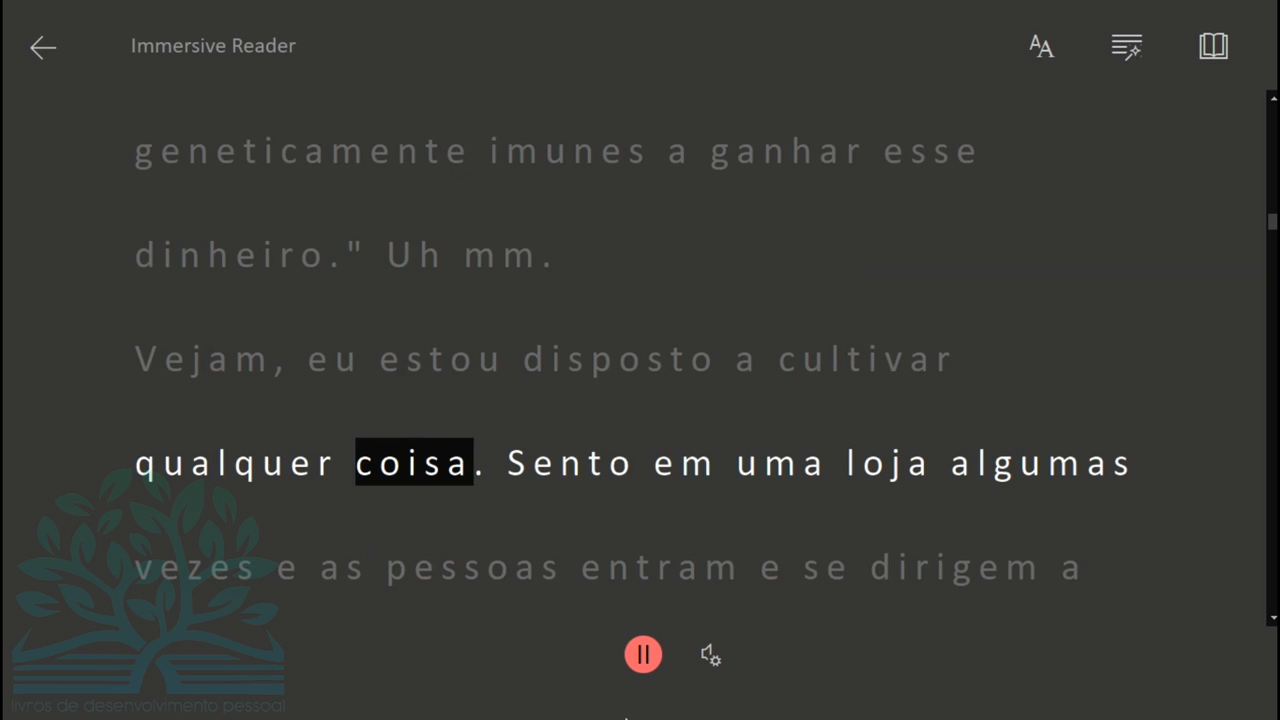 Immersive Reader
geneticamente imunes a ganhar esse
dinheiro." Uh mm.
Vejam, eu estou disposto a cultivar
qualquer coisa. Sento em uma loja algumas
vezes e as pessoas entram e se dirigem a
livros de desenvolvimento pessoal